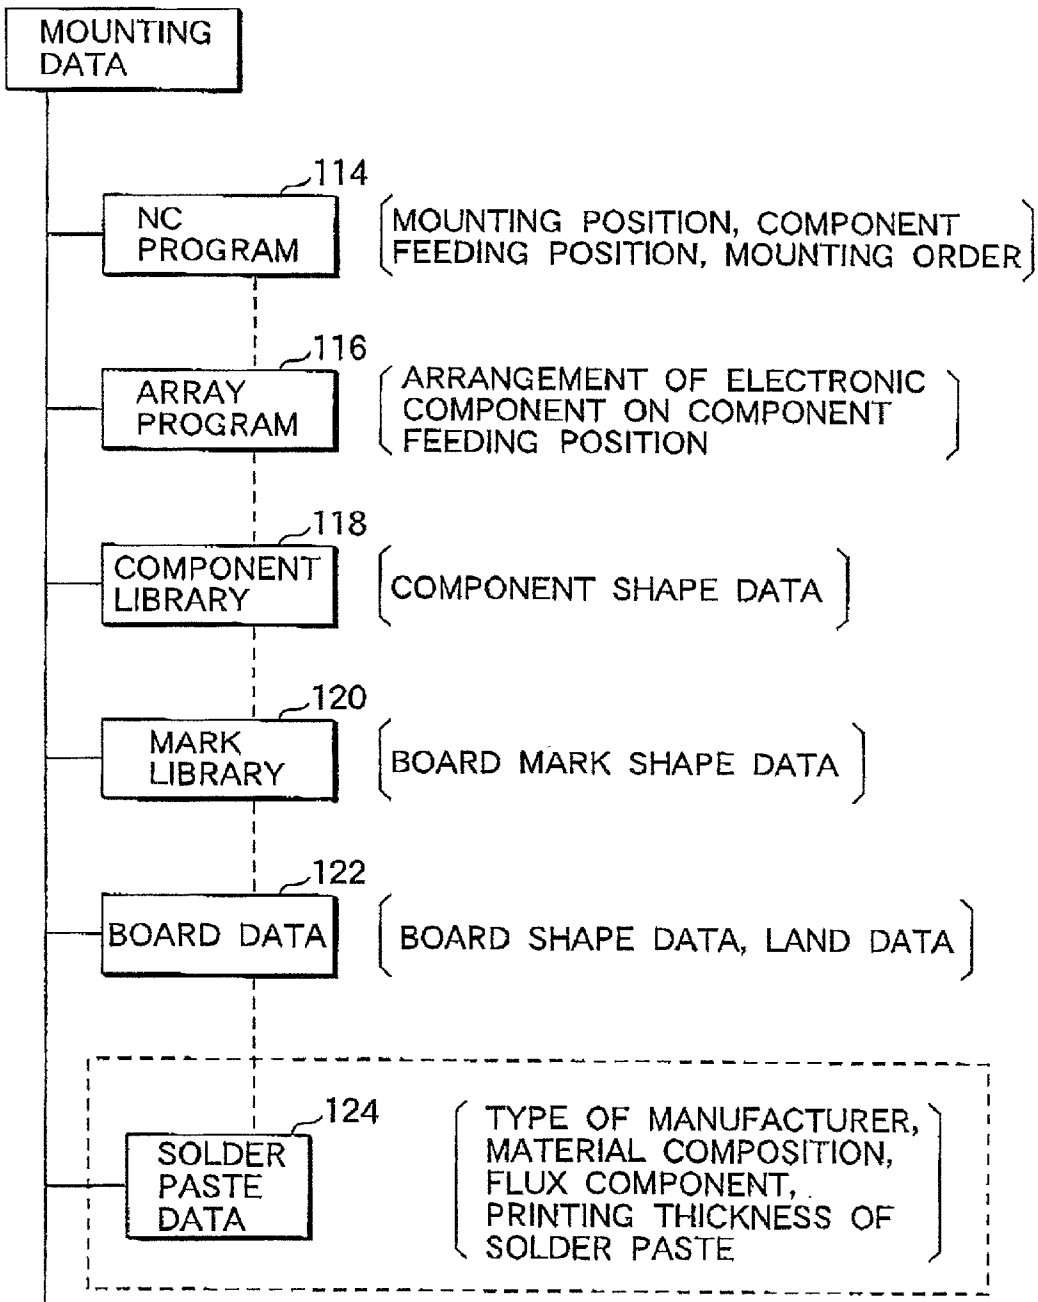 MOUNTING
DATA
114
NC
PROGRAM
MOUNTING POSITION, COMPONENT
FEEDING POSITION, MOUNTING ORDER
116
ARRAY
PROGRAM
ARRANGEMENT OF ELECTRONIC
COMPONENT ON COMPONENT
FEEDING POSITION
118
COMPONENT
LIBRARY
COMPONENT SHAPE DATA
120
MARK
LIBRARY
BOARD MARK SHAPE DATA
122
BOARD DATA
BOARD SHAPE DATA, LAND DATA
124
SOLDER
PASTE
DATA
TYPE OF MANUFACTURER,
MATERIAL COMPOSITION,
FLUX COMPONENT,
PRINTING THICKNESS OF
SOLDER PASTE